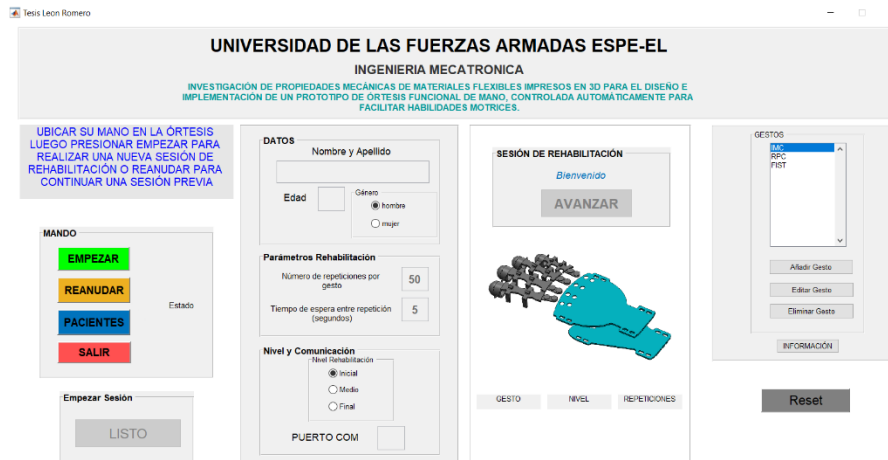 Tesis Leon Romero
UNIVERSIDAD DE LAS FUERZAS ARMADAS ESPE-EL
INGENIERIA MECATRONICA
INVESTIGACIÓN DE PROPIEDADES MECÁNICAS DE MATERIALES FLEXIBLES IMPRESOS EN 3D PARA EL DISEÑO E
IMPLEMENTACIÓN DE UN PROTOTIPO DE ÓRTESIS FUNCIONAL DE MANO, CONTROLADA AUTOMÁTICAMENTE PARA
FACILITAR HABILIDADES MOTRICES.
UBICAR SU MANO EN LA ÓRTESIS
LUEGO PRESIONAR EMPEZAR PARA
REALIZAR UNA NUEVA SESIÓN DE
REHABILITACIÓN O REANUDAR PARA
CONTINUAR UNA SESIÓN PREVIA
MANDO
EMPEZAR
REANUDAR
PACIENTES
SALIR
Estado
Empezar Sesión
LISTO
DATOS
Nombre y Apellido
Edad
Género
hombre
mujer
Parámetros Rehabilitación
Número de repeticiones por
gesto
50
Tiempo de espera entre repetición
(segundos)
5
Nivel y Comunicación
Nivel Rehabilitación
Inicial
Medio
Final
PUERTO COM
SESIÓN DE REHABILITACIÓN
Bienvenido
AVANZAR
GESTO
NIVEL
REPETICIONES
GESTOS
IMC
RPC
FIST
Añadir Gesto
Editar Gesto
Eliminar Gesto
INFORMACIÓN
Reset